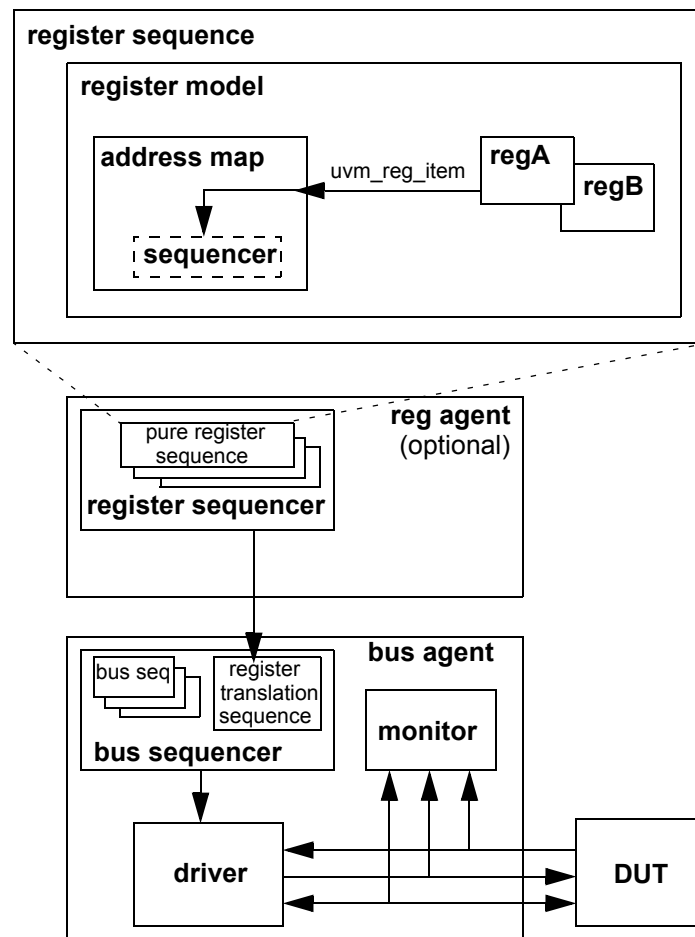 register sequence
register model
address map
uvm_reg_item
regA
regB
sequencer
reg agent
(optional)
pure register
sequence
register sequencer
bus agent
bus seq
register
translation
sequence
bus sequencer
monitor
driver
DUT